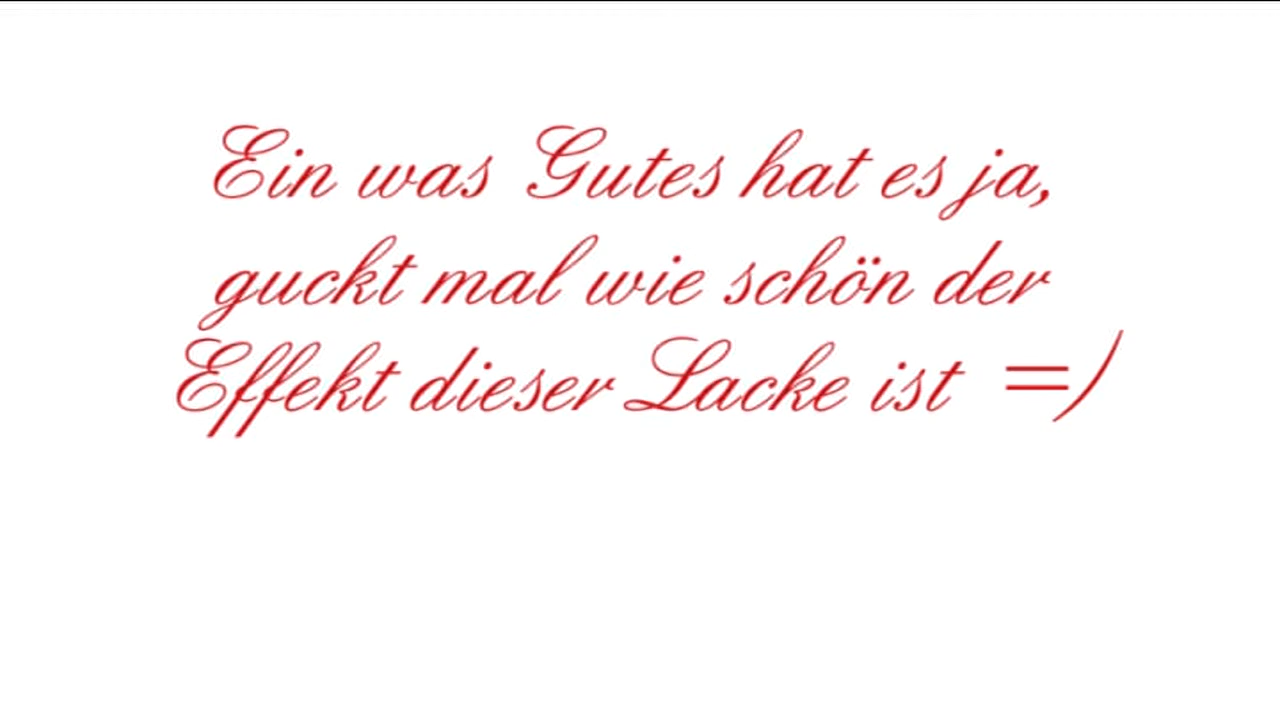 Ein was Gutes hat es ja,
guckt mal wie schön der
Effekt dieser Lacke ist =)